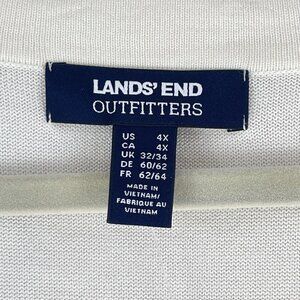 LANDS' END
OUTFITTERS
US 4X
CA 4X
UK 32/34
DE 60/62
FR 62/64
MADE IN
VIETNAM/
FABRIQUÉ AU
VIETNAM